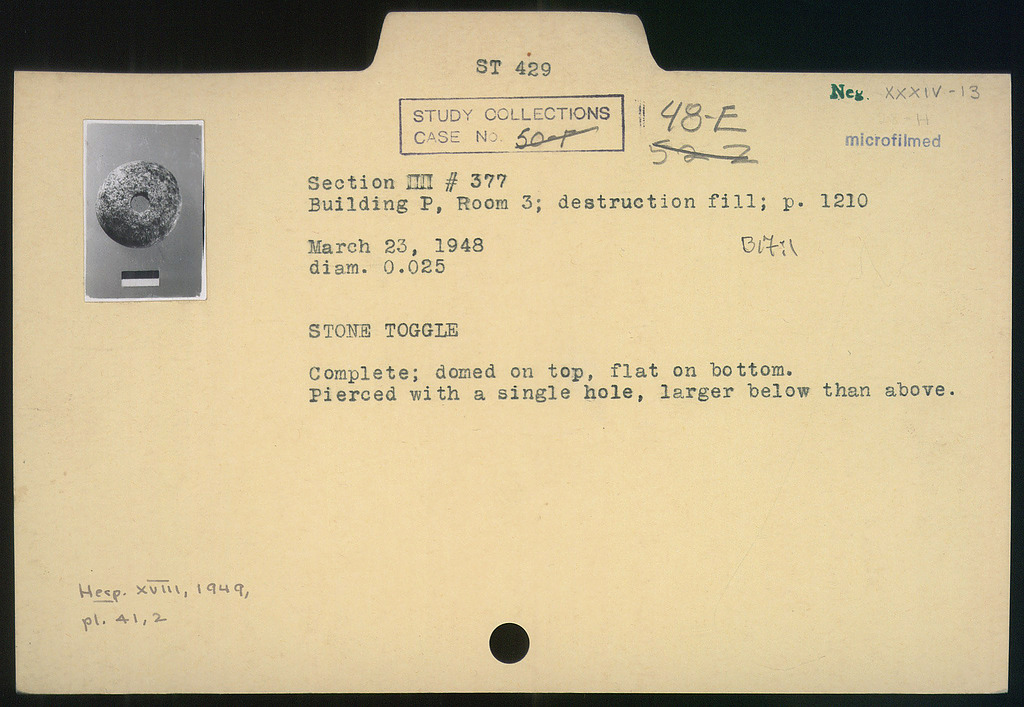 ST 429
Neg. XXXIV-13
H
microfilmed
STUDY COLLECTIONS
CASE No. 50-F
48-E
52-2
Section ΠΠ # 377
Building P, Room 3; destruction fill; p. 1210
March 23, 1948
diam. 0.025
STONE TOGGLE
Complete; domed on top, flat on bottom.
Pierced with a single hole, larger below than above.
Hesp. XVIII, 1949,
pl. 41, 2